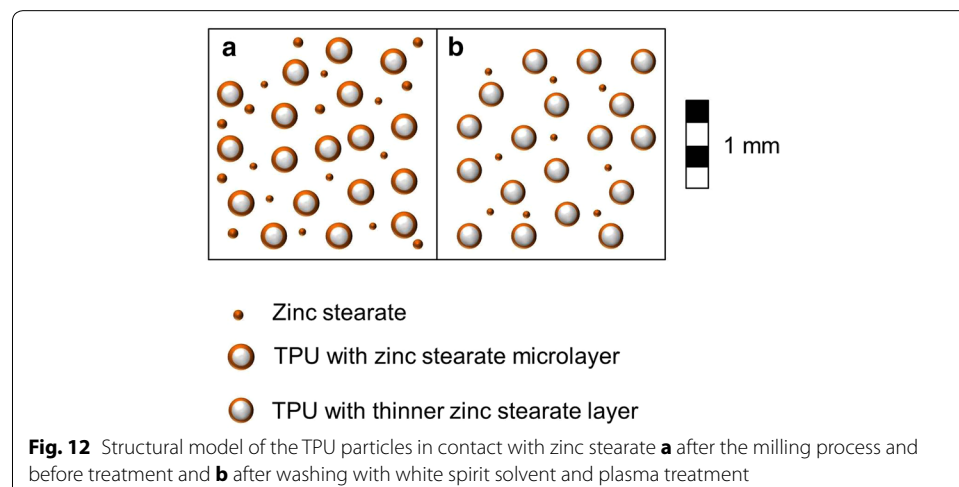 a
b
1 mm
Zinc stearate
TPU with zinc stearate microlayer
TPU with thinner zinc stearate layer
Fig. 12 Structural model of the TPU particles in contact with zinc stearate a after the milling process and
before treatment and b after washing with white spirit solvent and plasma treatment